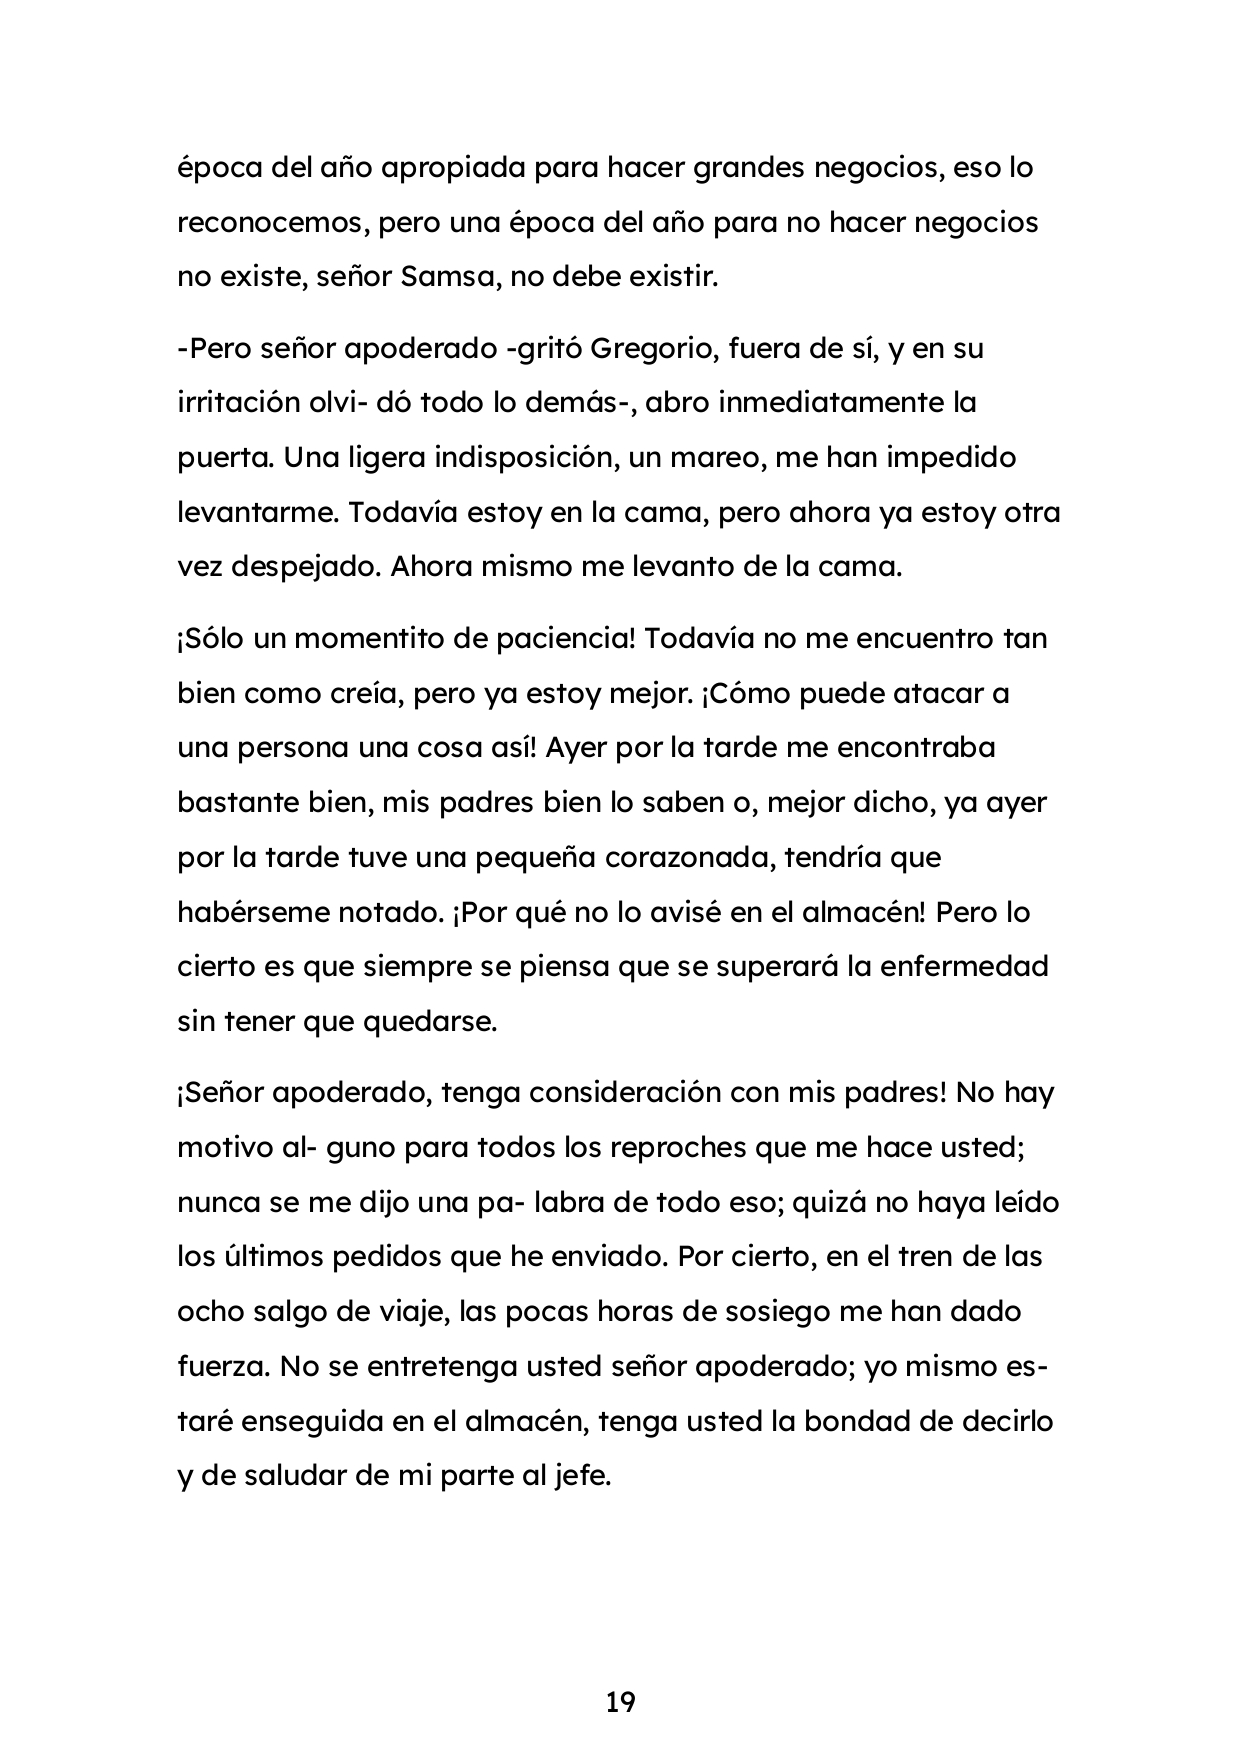 época del año apropiada para hacer grandes negocios, eso lo
reconocemos, pero una época del año para no hacer negocios
no existe, señor Samsa, no debe existir.
-Pero señor apoderado -gritó Gregorio, fuera de sí, y en su
irritación olvi- dó todo lo demás-, abro inmediatamente la
puerta. Una ligera indisposición, un mareo, me han impedido
levantarme. Todavía estoy en la cama, pero ahora ya estoy otra
vez despejado. Ahora mismo me levanto de la cama.
¡Sólo un momentito de paciencia! Todavía no me encuentro tan
bien como creía, pero ya estoy mejor. ¡Cómo puede atacar a
una persona una cosa así! Ayer por la tarde me encontraba
bastante bien, mis padres bien lo saben o, mejor dicho, ya ayer
por la tarde tuve una pequeña corazonada, tendría que
habérseme notado. ¡Por qué no lo avisé en el almacén! Pero lo
cierto es que siempre se piensa que se superará la enfermedad
sin tener que quedarse.
¡Señor apoderado, tenga consideración con mis padres! No hay
motivo al- guno para todos los reproches que me hace usted;
nunca se me dijo una pa- labra de todo eso; quizá no haya leído
los últimos pedidos que he enviado. Por cierto, en el tren de las
ocho salgo de viaje, las pocas horas de sosiego me han dado
fuerza. No se entretenga usted señor apoderado; yo mismo es-
taré enseguida en el almacén, tenga usted la bondad de decirlo
y de saludar de mi parte al jefe.
19